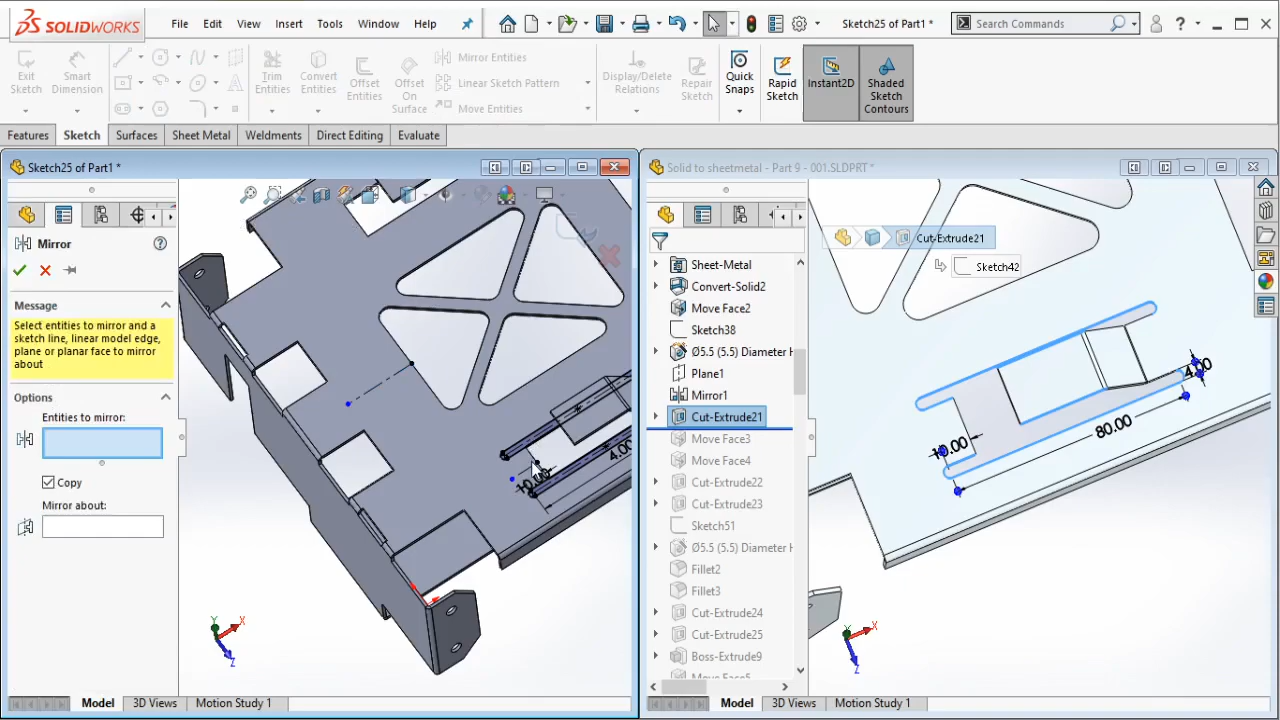 SOLIDWORKS
File
Edit
View
Insert
Tools
Window
Help
Sketch25 of Part1 *
Search Commands
Exit Sketch
Smart Dimension
Trim Entities
Convert Entities
Offset Entities
Offset On Surface
Mirror Entities
Linear Sketch Pattern
Move Entities
Display/Delete Relations
Repair Sketch
Quick Snaps
Rapid Sketch
Instant2D
Shaded Sketch Contours
Features
Sketch
Surfaces
Sheet Metal
Weldments
Direct Editing
Evaluate
Sketch25 of Part1 *
Solid to sheetmetal - Part 9 - 001.SLDPRT *
Mirror
Message
Select entities to mirror and a
sketch line, linear model edge,
plane or planar face to mirror
about
Options
Entities to mirror:
Copy
Mirror about:
10.00
Y
X
Z
Model
3D Views
Motion Study 1
Sheet-Metal
Convert-Solid2
Move Face2
Sketch38
Ø5.5 (5.5) Diameter H
Plane1
Mirror1
Cut-Extrude21
Move Face3
Move Face4
Cut-Extrude22
Cut-Extrude23
Sketch51
Ø5.5 (5.5) Diameter H
Fillet2
Fillet3
Cut-Extrude24
Cut-Extrude25
Boss-Extrude9
Move Face5
Cut-Extrude21
Sketch42
4.00
80.00
10.00
Y
X
Z
Model
3D Views
Motion Study 1